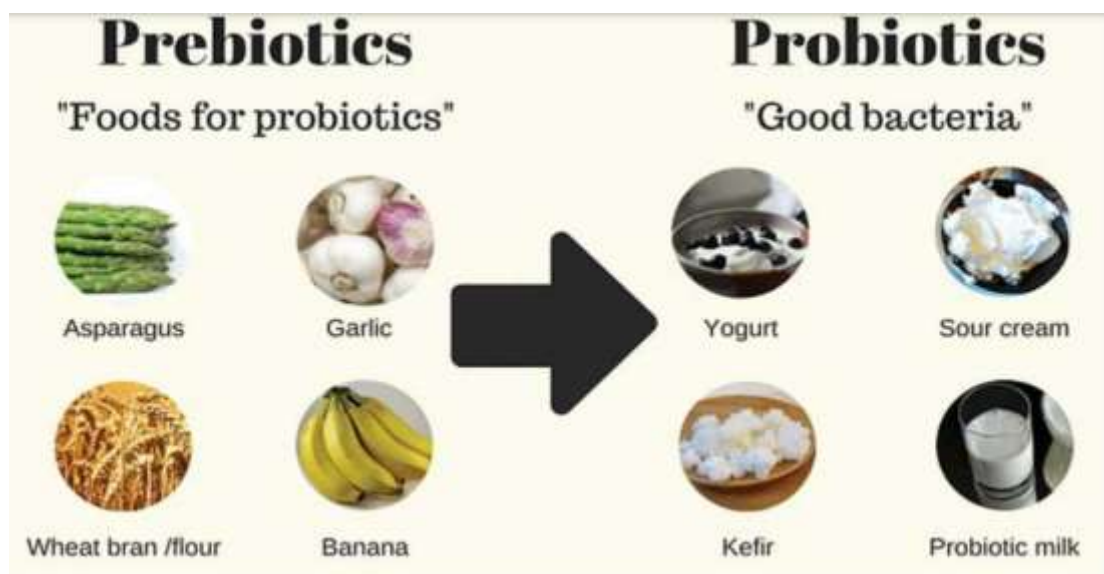 Prebiotics
"Foods for probiotics"
Asparagus
Garlic
Wheat bran /flour
Banana
Probiotics
"Good bacteria"
Yogurt
Sour cream
Kefir
Probiotic milk